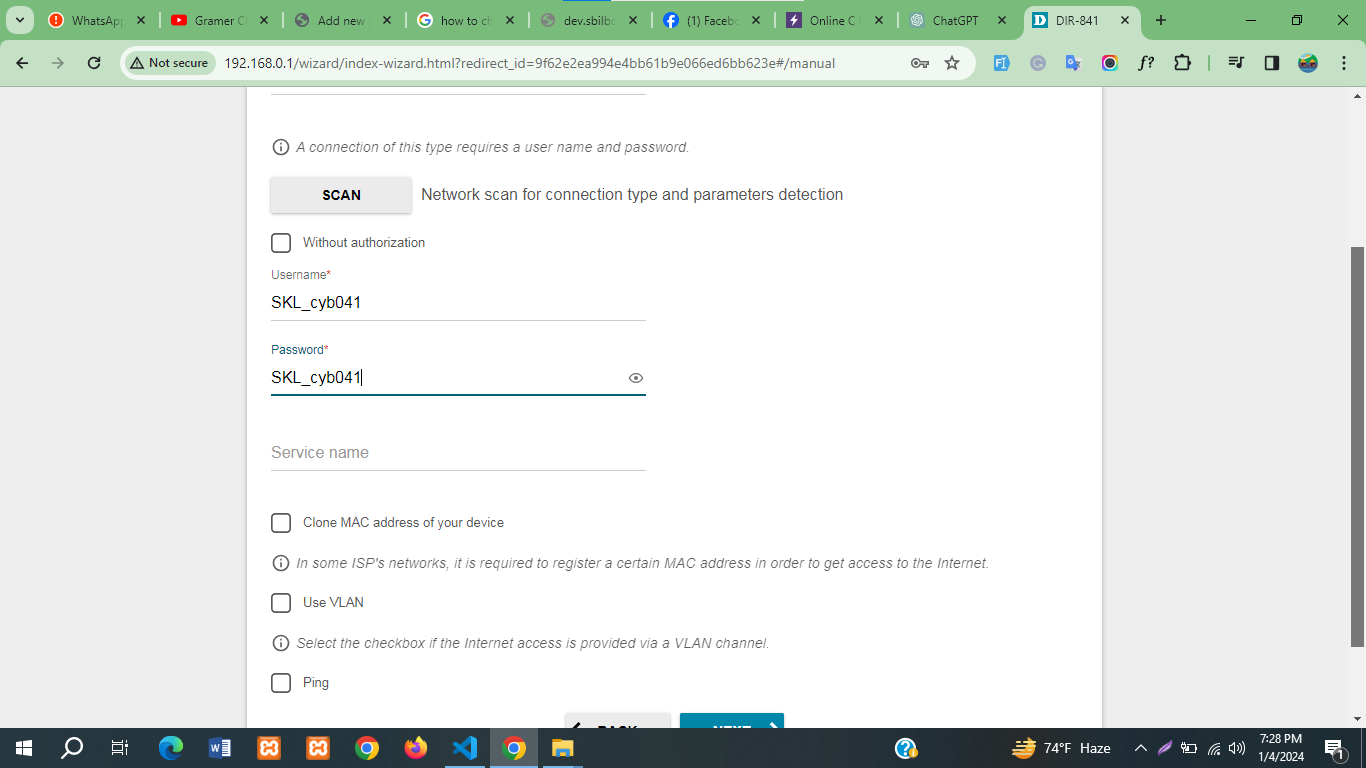 WhatsApp
Gramer Cl
Add new
how to ch
dev.sbilbo
(1) Facebo
Online C
ChatGPT
DIR-841
Not secure
192.168.0.1/wizard/index-wizard.html?redirect_id=9f62e2ea994e4bb61b9e066ed6bb623e#/manual
A connection of this type requires a user name and password.
SCAN
Network scan for connection type and parameters detection
Without authorization
Username*
SKL_cyb041
Password*
SKL_cyb041
Service name
Clone MAC address of your device
In some ISP's networks, it is required to register a certain MAC address in order to get access to the Internet.
Use VLAN
Select the checkbox if the Internet access is provided via a VLAN channel.
Ping
BACK
NEXT
74°F Haze
7:28 PM
1/4/2024
1